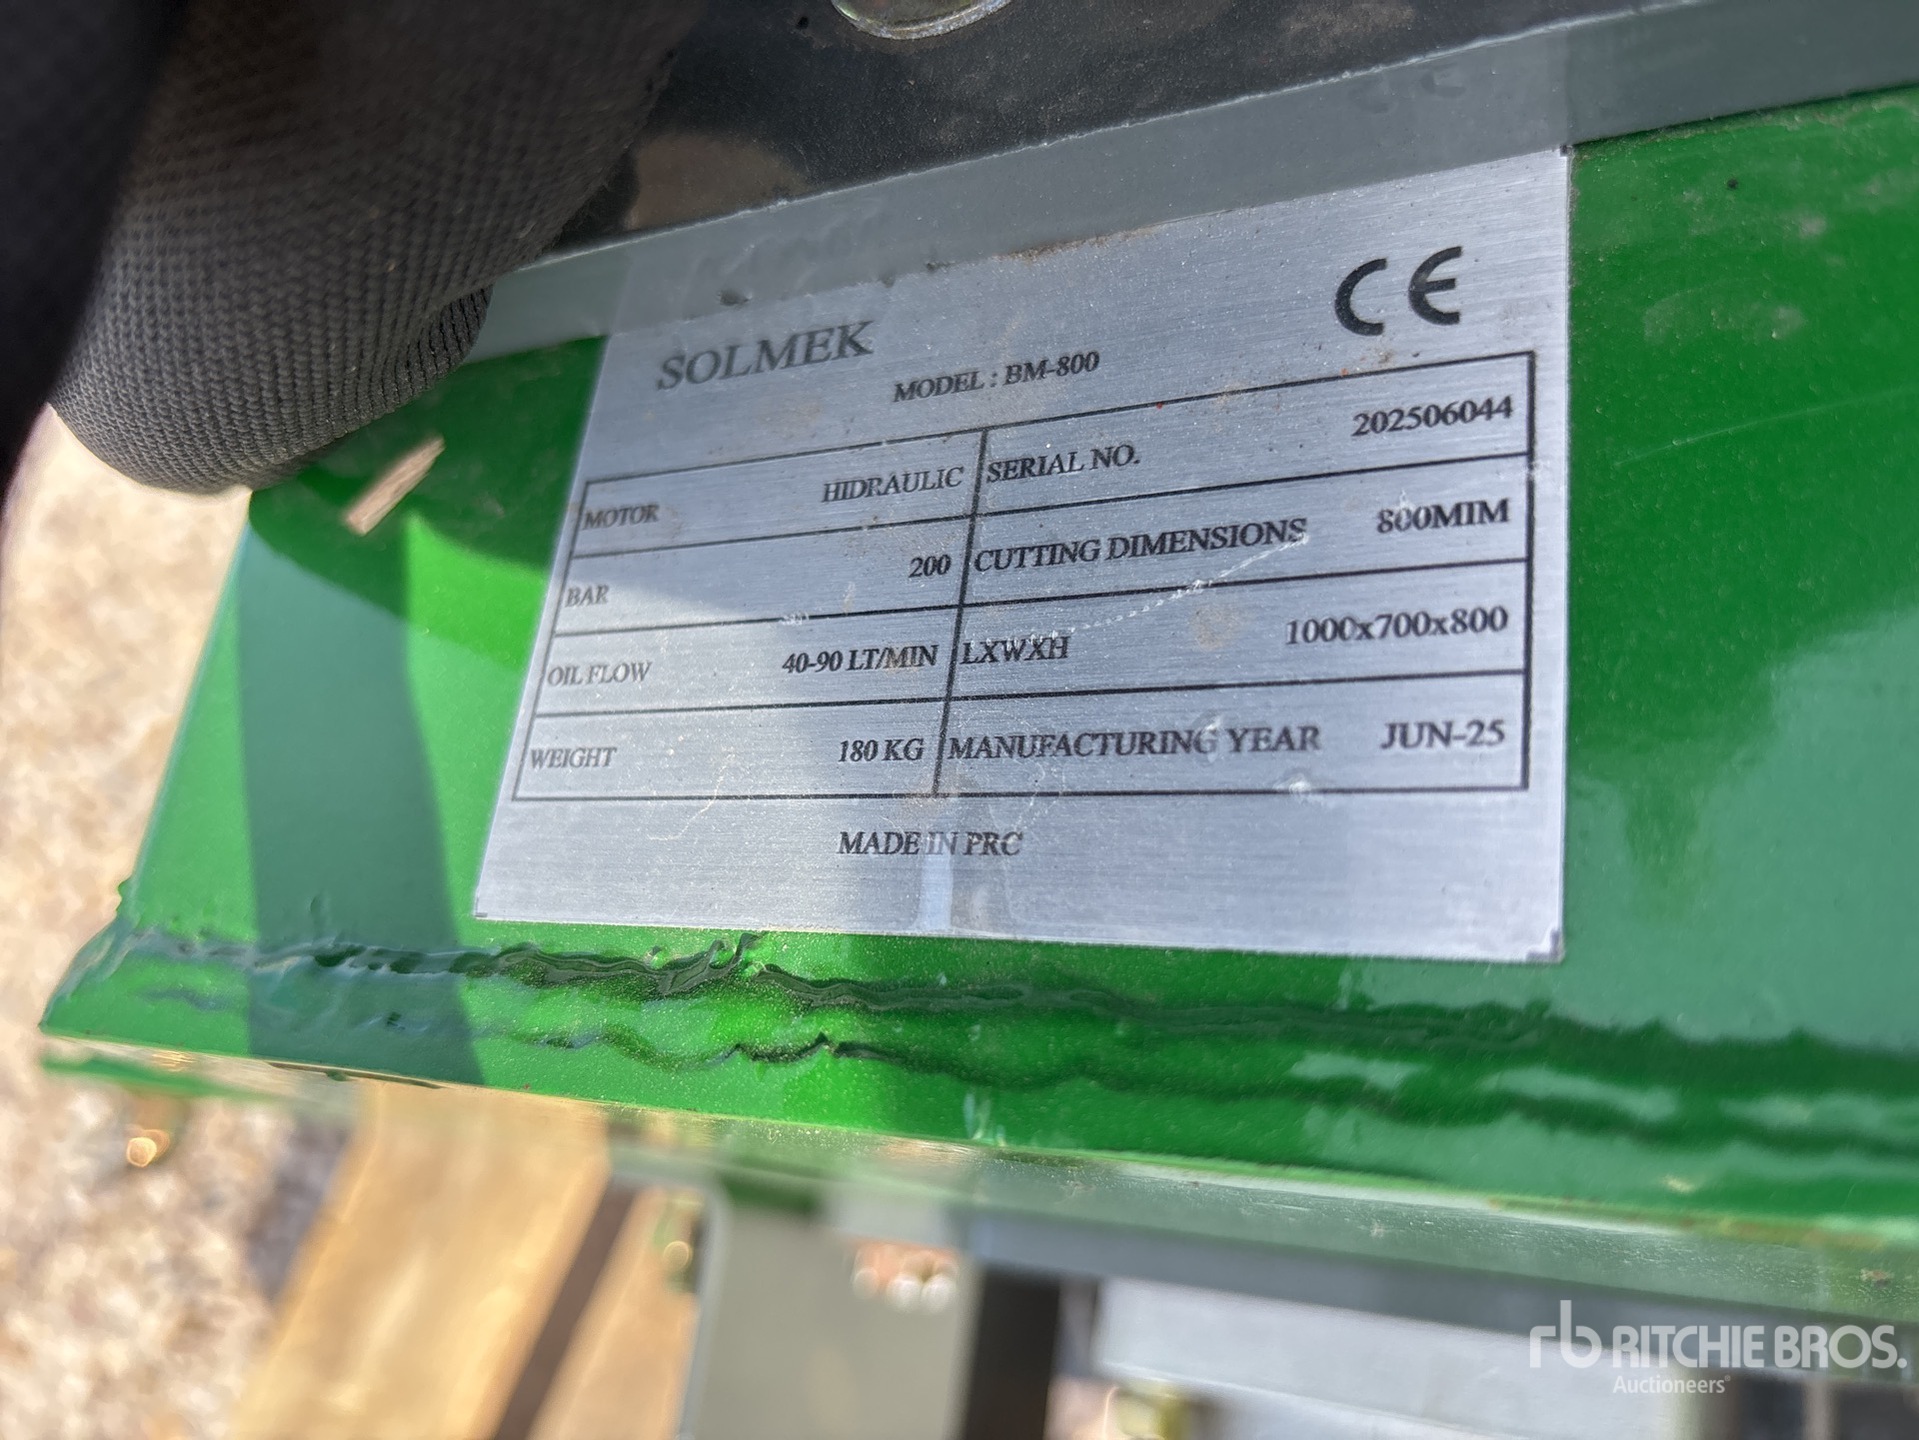 SOLMEK
CE
MODEL : BM-800
MOTOR HIDRAULIC SERIAL NO. 202506044
BAR 200 CUTTING DIMENSIONS 800MIM
OIL FLOW 40-90 LT/MIN LXWXH 1000x700x800
WEIGHT 180 KG MANUFACTURING YEAR JUN-25
MADE IN PRC
rb RITCHIE BROS.
Auctioneers®